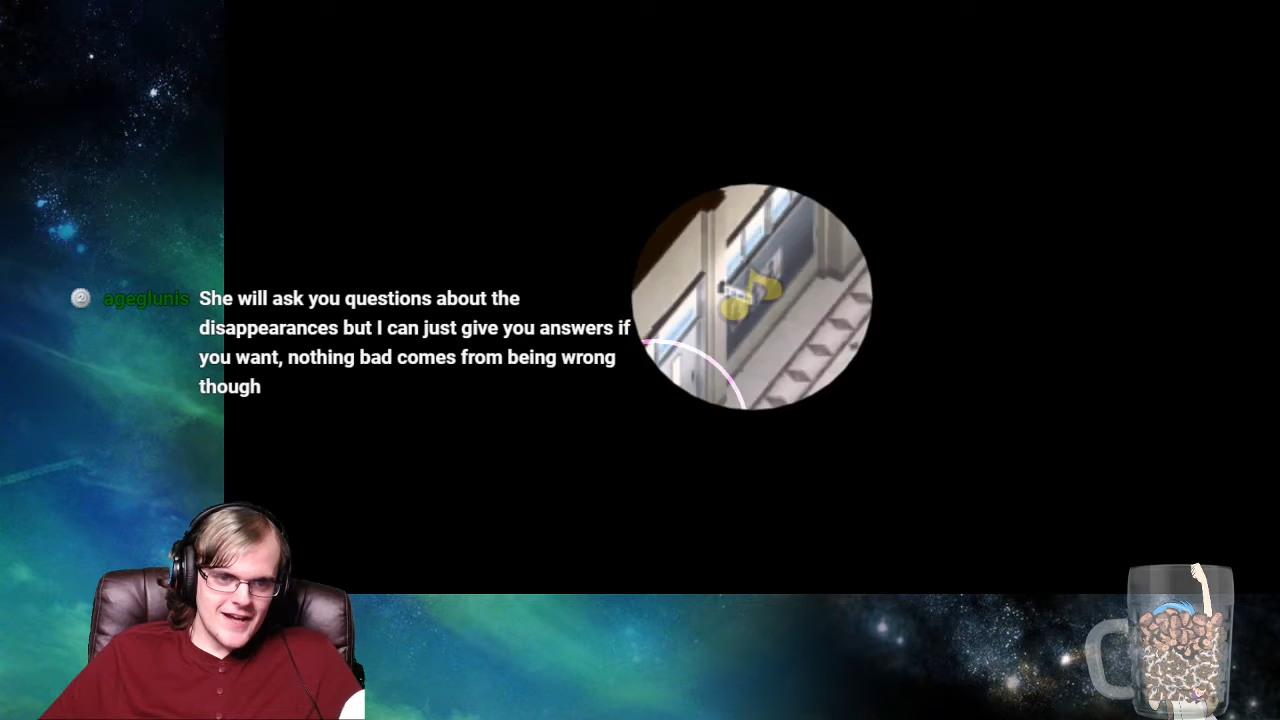 ageglunis She will ask you questions about the
disappearances but I can just give you answers if
you want, nothing bad comes from being wrong
though